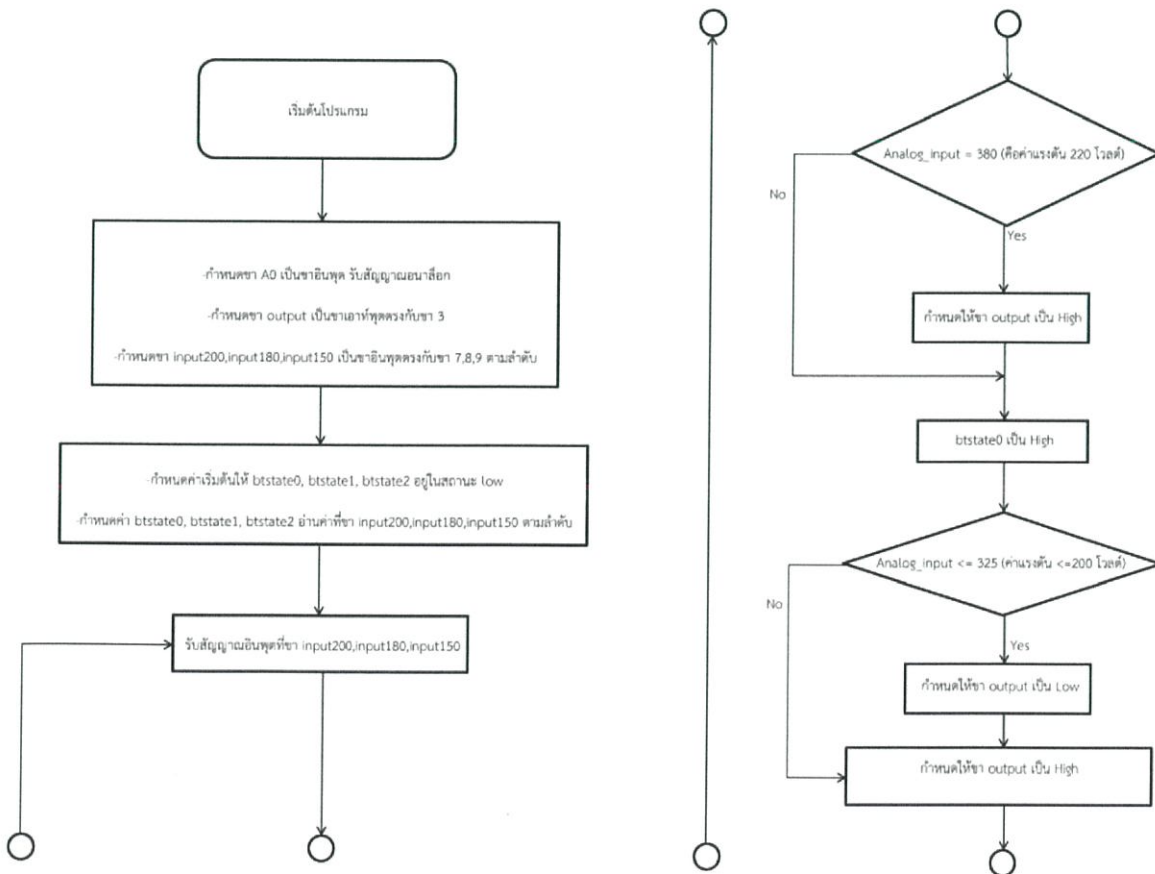 เริ่มต้นโปรแกรม
-กำหนดขา A0 เป็นขาอินพุต รับสัญญาณอนาล็อก
-กำหนดขา output เป็นขาเอาท์พุตตรงกับขา 3
-กำหนดขา input200,input180,input150 เป็นขาอินพุตตรงกับขา 7,8,9 ตามลำดับ
-กำหนดค่าเริ่มต้นให้ btstate0, btstate1, btstate2 อยู่ในสถานะ low
-กำหนดค่า btstate0, btstate1, btstate2 อ่านค่าที่ขา input200,input180,input150 ตามลำดับ
รับสัญญาณอินพุตที่ขา input200,input180,input150
Analog_input = 380 (คือค่าแรงดัน 220 โวลต์)
No
Yes
กำหนดให้ขา output เป็น High
btstate0 เป็น High
Analog_input <= 325 (ค่าแรงดัน <=200 โวลต์)
No
Yes
กำหนดให้ขา output เป็น Low
กำหนดให้ขา output เป็น High